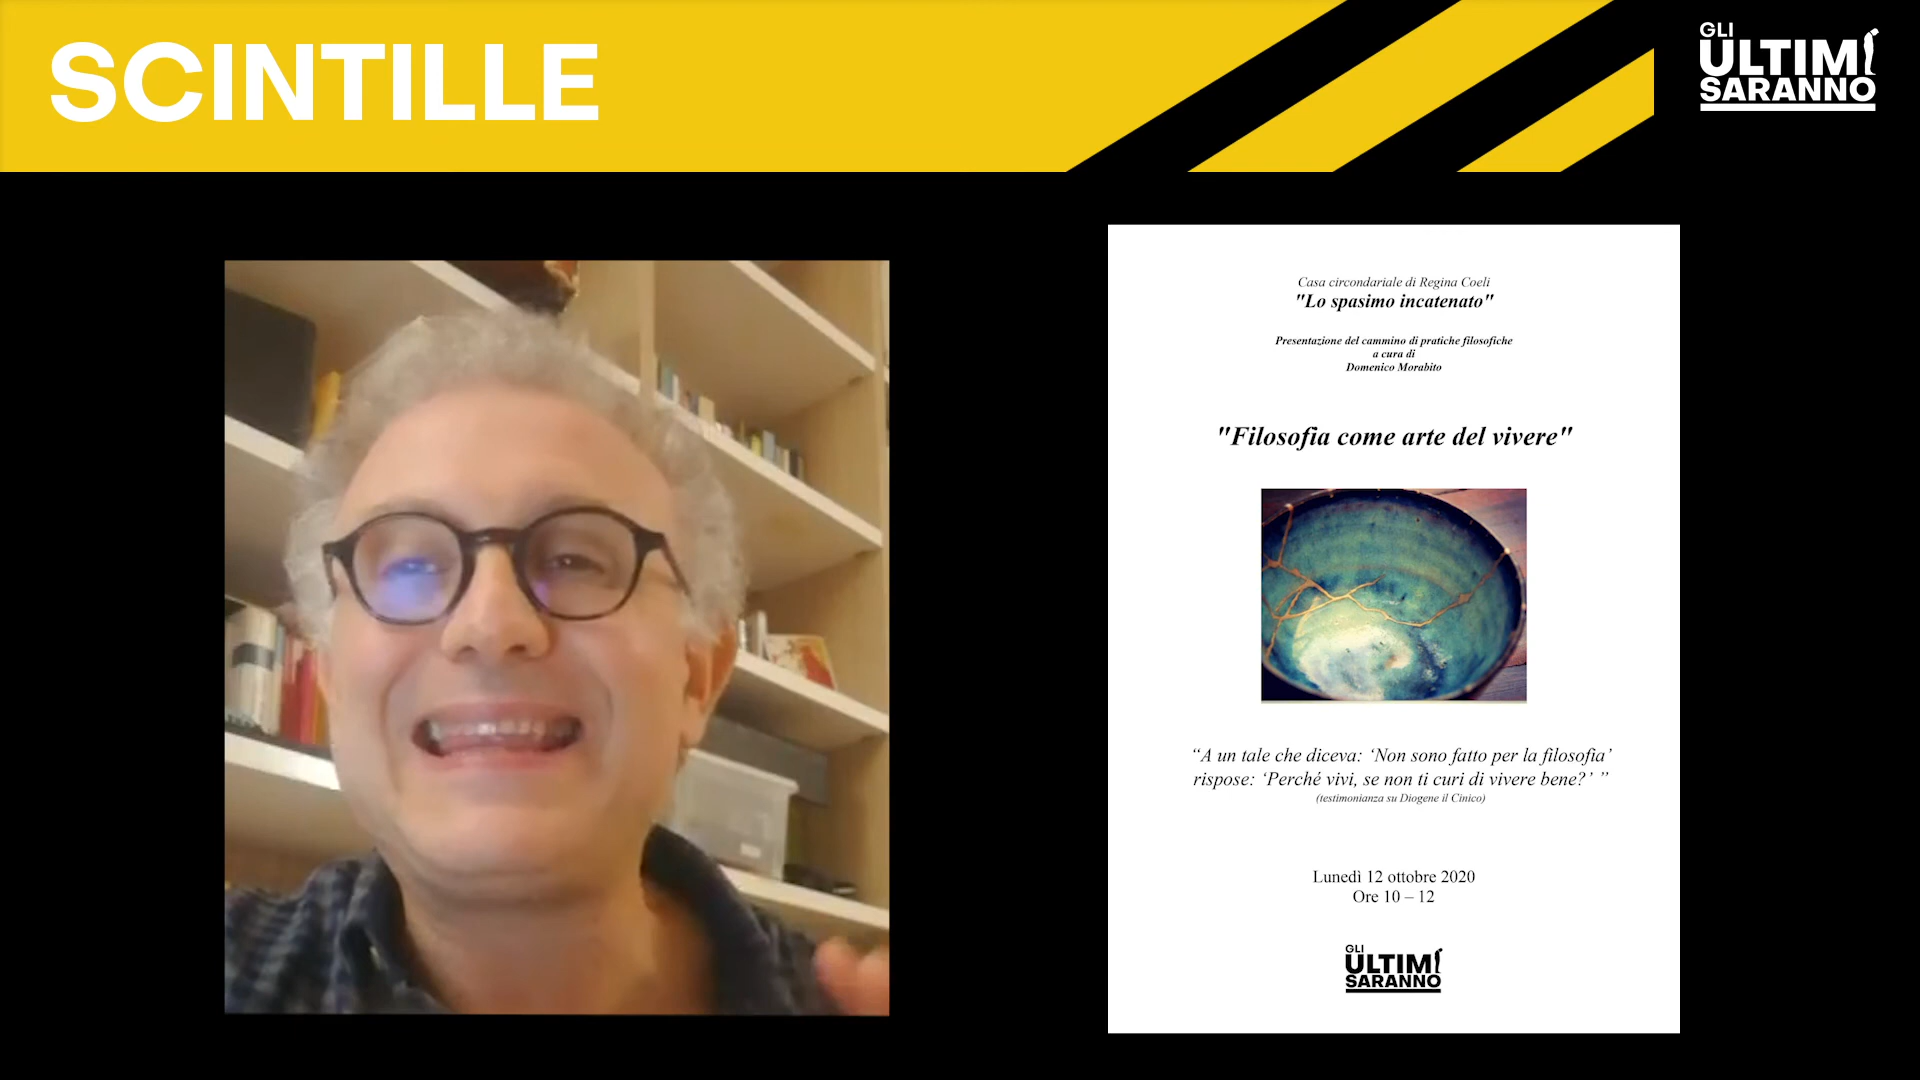 SCINTILLE
GLI
ULTIMI
SARANNO
Casa circondariale di Regina Coeli
"Lo spasimo incatenato"
Presentazione del cammino di pratiche filosofiche
a cura di
Domenico Morabito
"Filosofia come arte del vivere"
“A un tale che diceva: ‘Non sono fatto per la filosofia’
rispose: ‘Perché vivi, se non ti curi di vivere bene?’ ”
(testimonianza su Diogene il Cinico)
Lunedì 12 ottobre 2020
Ore 10 – 12
GLI
ULTIMI
SARANNO